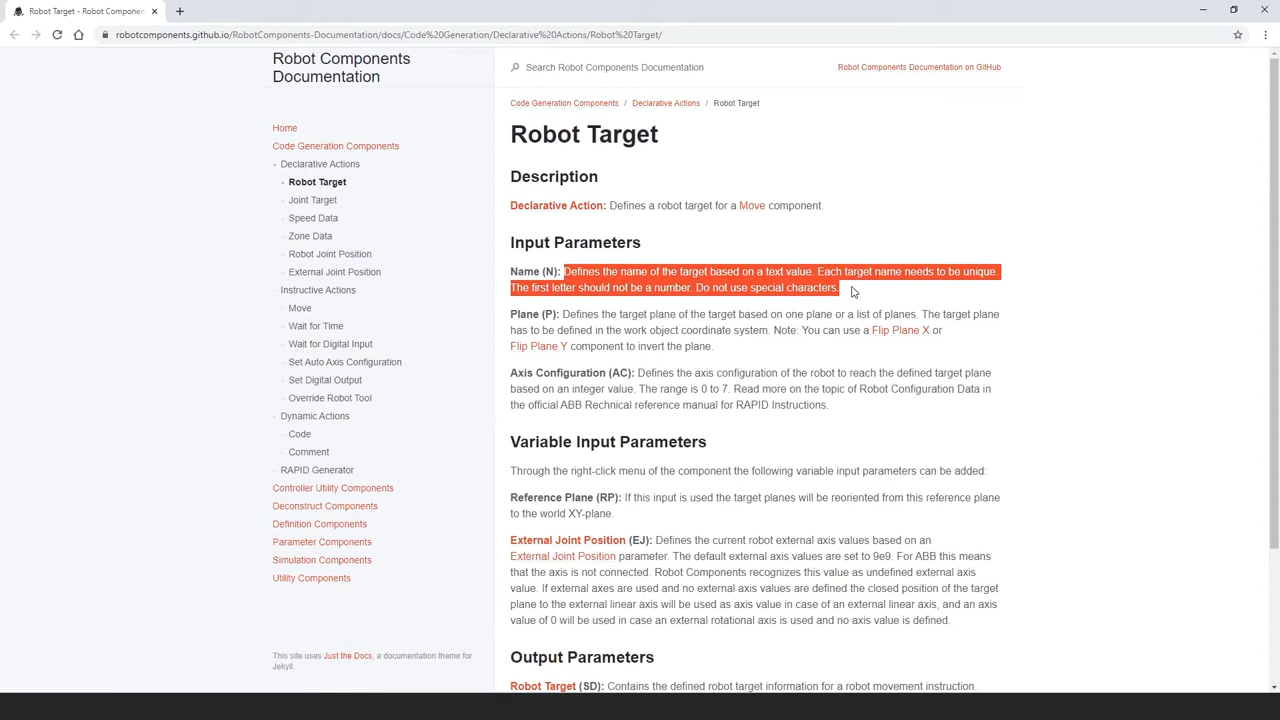 Robot Target - Robot Componen
robotcomponents.github.io/RobotComponents-Documentation/docs/Code%20Generation/Declarative%20Actions/Robot%20Target/
Robot Components
Documentation
Home
Code Generation Components
- Declarative Actions
- Robot Target
- Joint Target
- Speed Data
- Zone Data
- Robot Joint Position
- External Joint Position
- Instructive Actions
- Move
- Wait for Time
- Wait for Digital Input
- Set Auto Axis Configuration
- Set Digital Output
- Override Robot Tool
- Dynamic Actions
- Code
- Comment
- RAPID Generator
Controller Utility Components
Deconstruct Components
Definition Components
Parameter Components
Simulation Components
Utility Components
This site uses Just the Docs, a documentation theme for
Jekyll.
Search Robot Components Documentation
Robot Components Documentation on GitHub
Code Generation Components / Declarative Actions / Robot Target
Robot Target
Description
Declarative Action: Defines a robot target for a Move component.
Input Parameters
Name (N): Defines the name of the target based on a text value. Each target name needs to be unique.
The first letter should not be a number. Do not use special characters.
Plane (P): Defines the target plane of the target based on one plane or a list of planes. The target plane
has to be defined in the work object coordinate system. Note: You can use a Flip Plane X or
Flip Plane Y component to invert the plane.
Axis Configuration (AC): Defines the axis configuration of the robot to reach the defined target plane
based on an integer value. The range is 0 to 7. Read more on the topic of Robot Configuration Data in
the official ABB Rechnical reference manual for RAPID Instructions.
Variable Input Parameters
Through the right-click menu of the component the following variable input parameters can be added:
Reference Plane (RP): If this input is used the target planes will be reoriented from this reference plane
to the world XY-plane.
External Joint Position (EJ): Defines the current robot external axis values based on an
External Joint Position parameter. The default external axis values are set to 9e9. For ABB this means
that the axis is not connected. Robot Components recognizes this value as undefined external axis
value. If external axes are used and no external axis values are defined the closed position of the target
plane to the external linear axis will be used as axis value in case of an external linear axis, and an axis
value of 0 will be used in case an external rotational axis is used and no axis value is defined.
Output Parameters
Robot Target (SD): Contains the defined robot target information for a robot movement instruction.